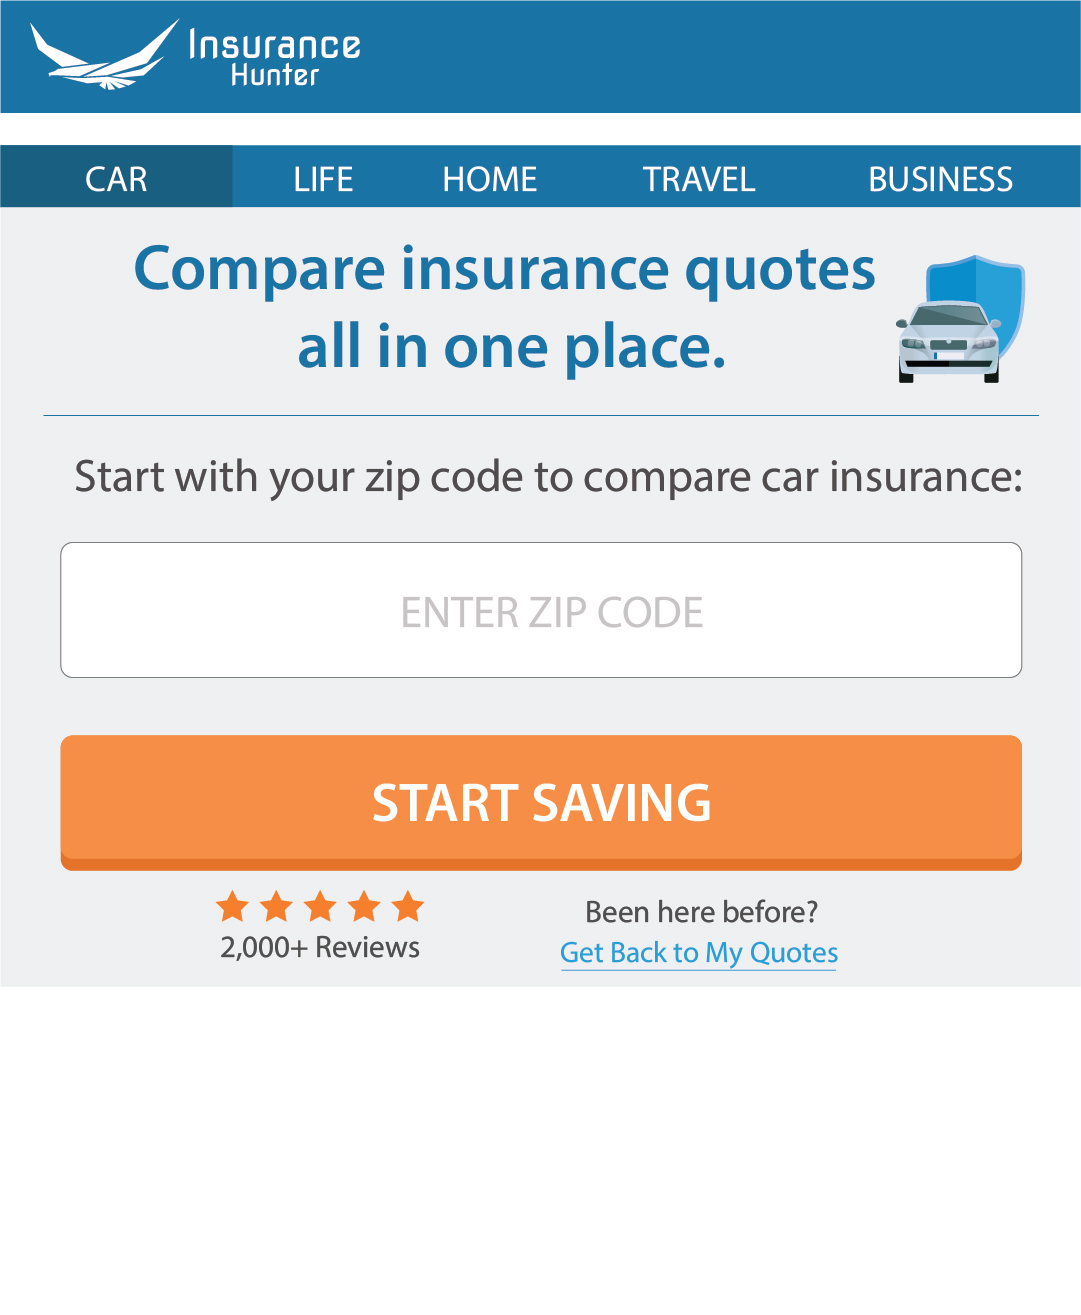 Insurance
Hunter
CAR LIFE HOME TRAVEL BUSINESS
Compare insurance quotes
all in one place.
Start with your zip code to compare car insurance:
ENTER ZIP CODE
START SAVING
2,000+ Reviews
Been here before?
Get Back to My Quotes